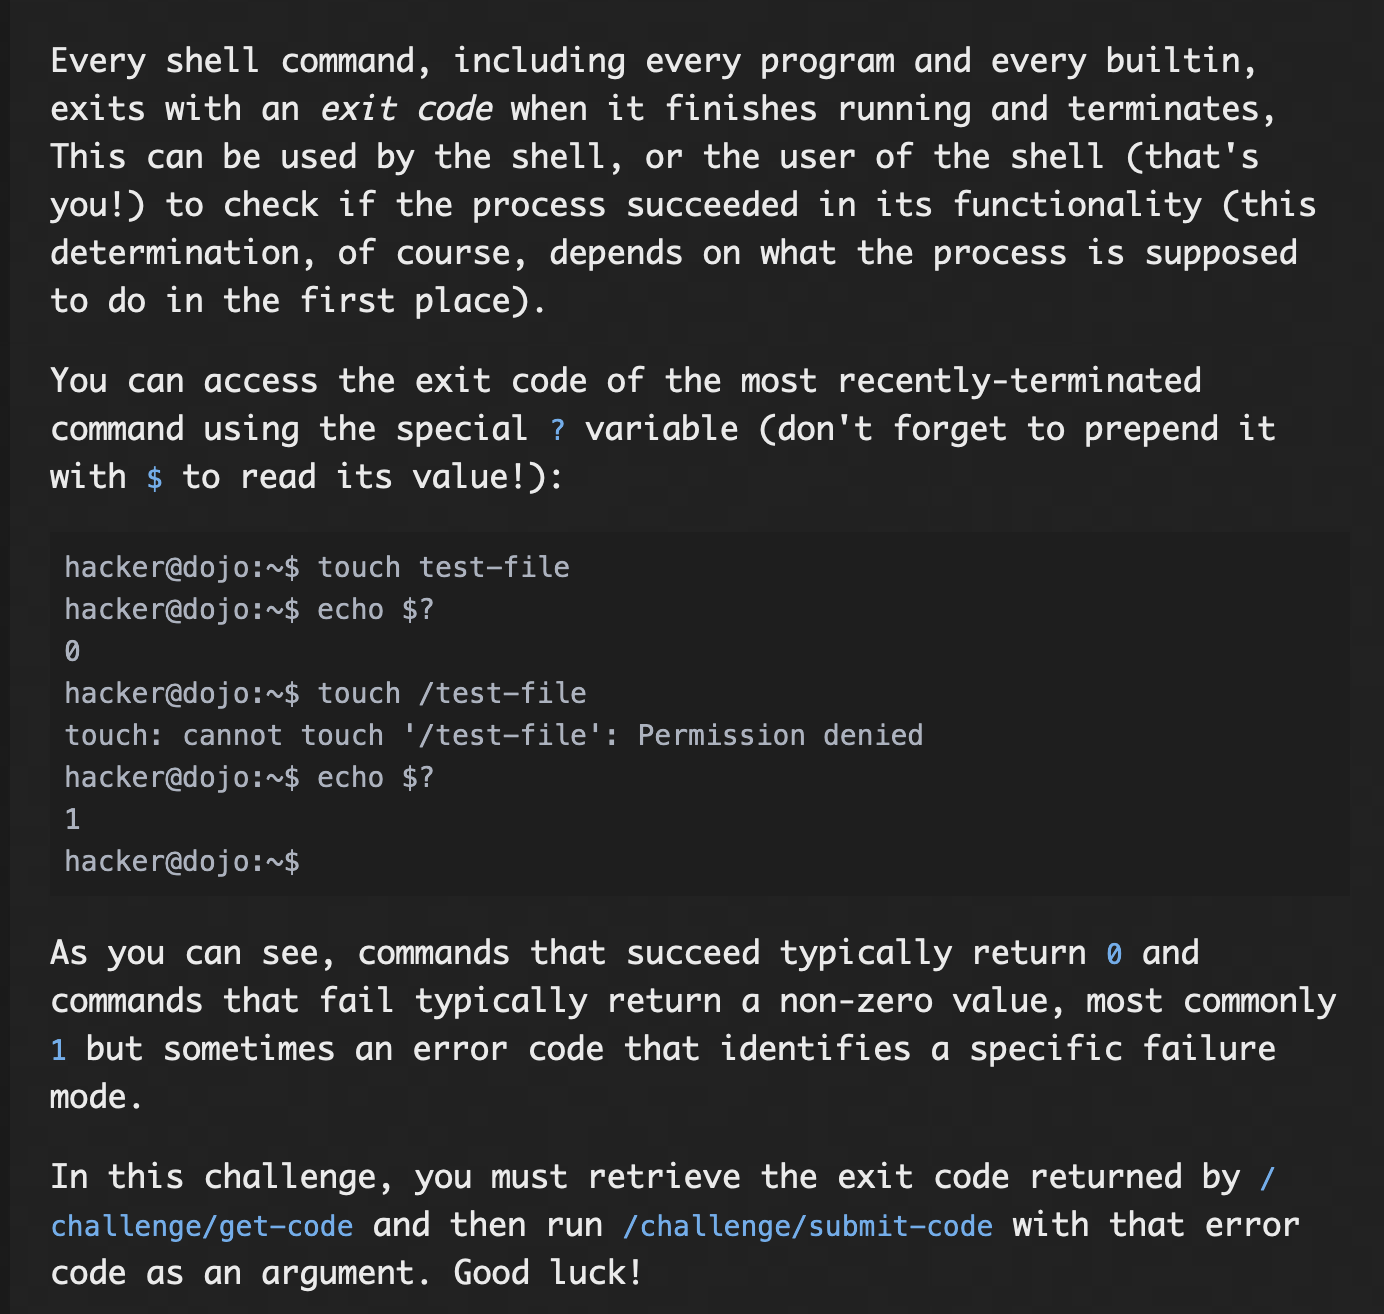 Every shell command, including every program and every builtin,
exits with an exit code when it finishes running and terminates,
This can be used by the shell, or the user of the shell (that's
you!) to check if the process succeeded in its functionality (this
determination, of course, depends on what the process is supposed
to do in the first place).
You can access the exit code of the most recently-terminated
command using the special ? variable (don't forget to prepend it
with $ to read its value!):
hacker@dojo:~$ touch test-file
hacker@dojo:~$ echo $?
0
hacker@dojo:~$ touch /test-file
touch: cannot touch '/test-file': Permission denied
hacker@dojo:~$ echo $?
1
hacker@dojo:~$
As you can see, commands that succeed typically return 0 and
commands that fail typically return a non-zero value, most commonly
1 but sometimes an error code that identifies a specific failure
mode.
In this challenge, you must retrieve the exit code returned by /
challenge/get-code and then run /challenge/submit-code with that error
code as an argument. Good luck!